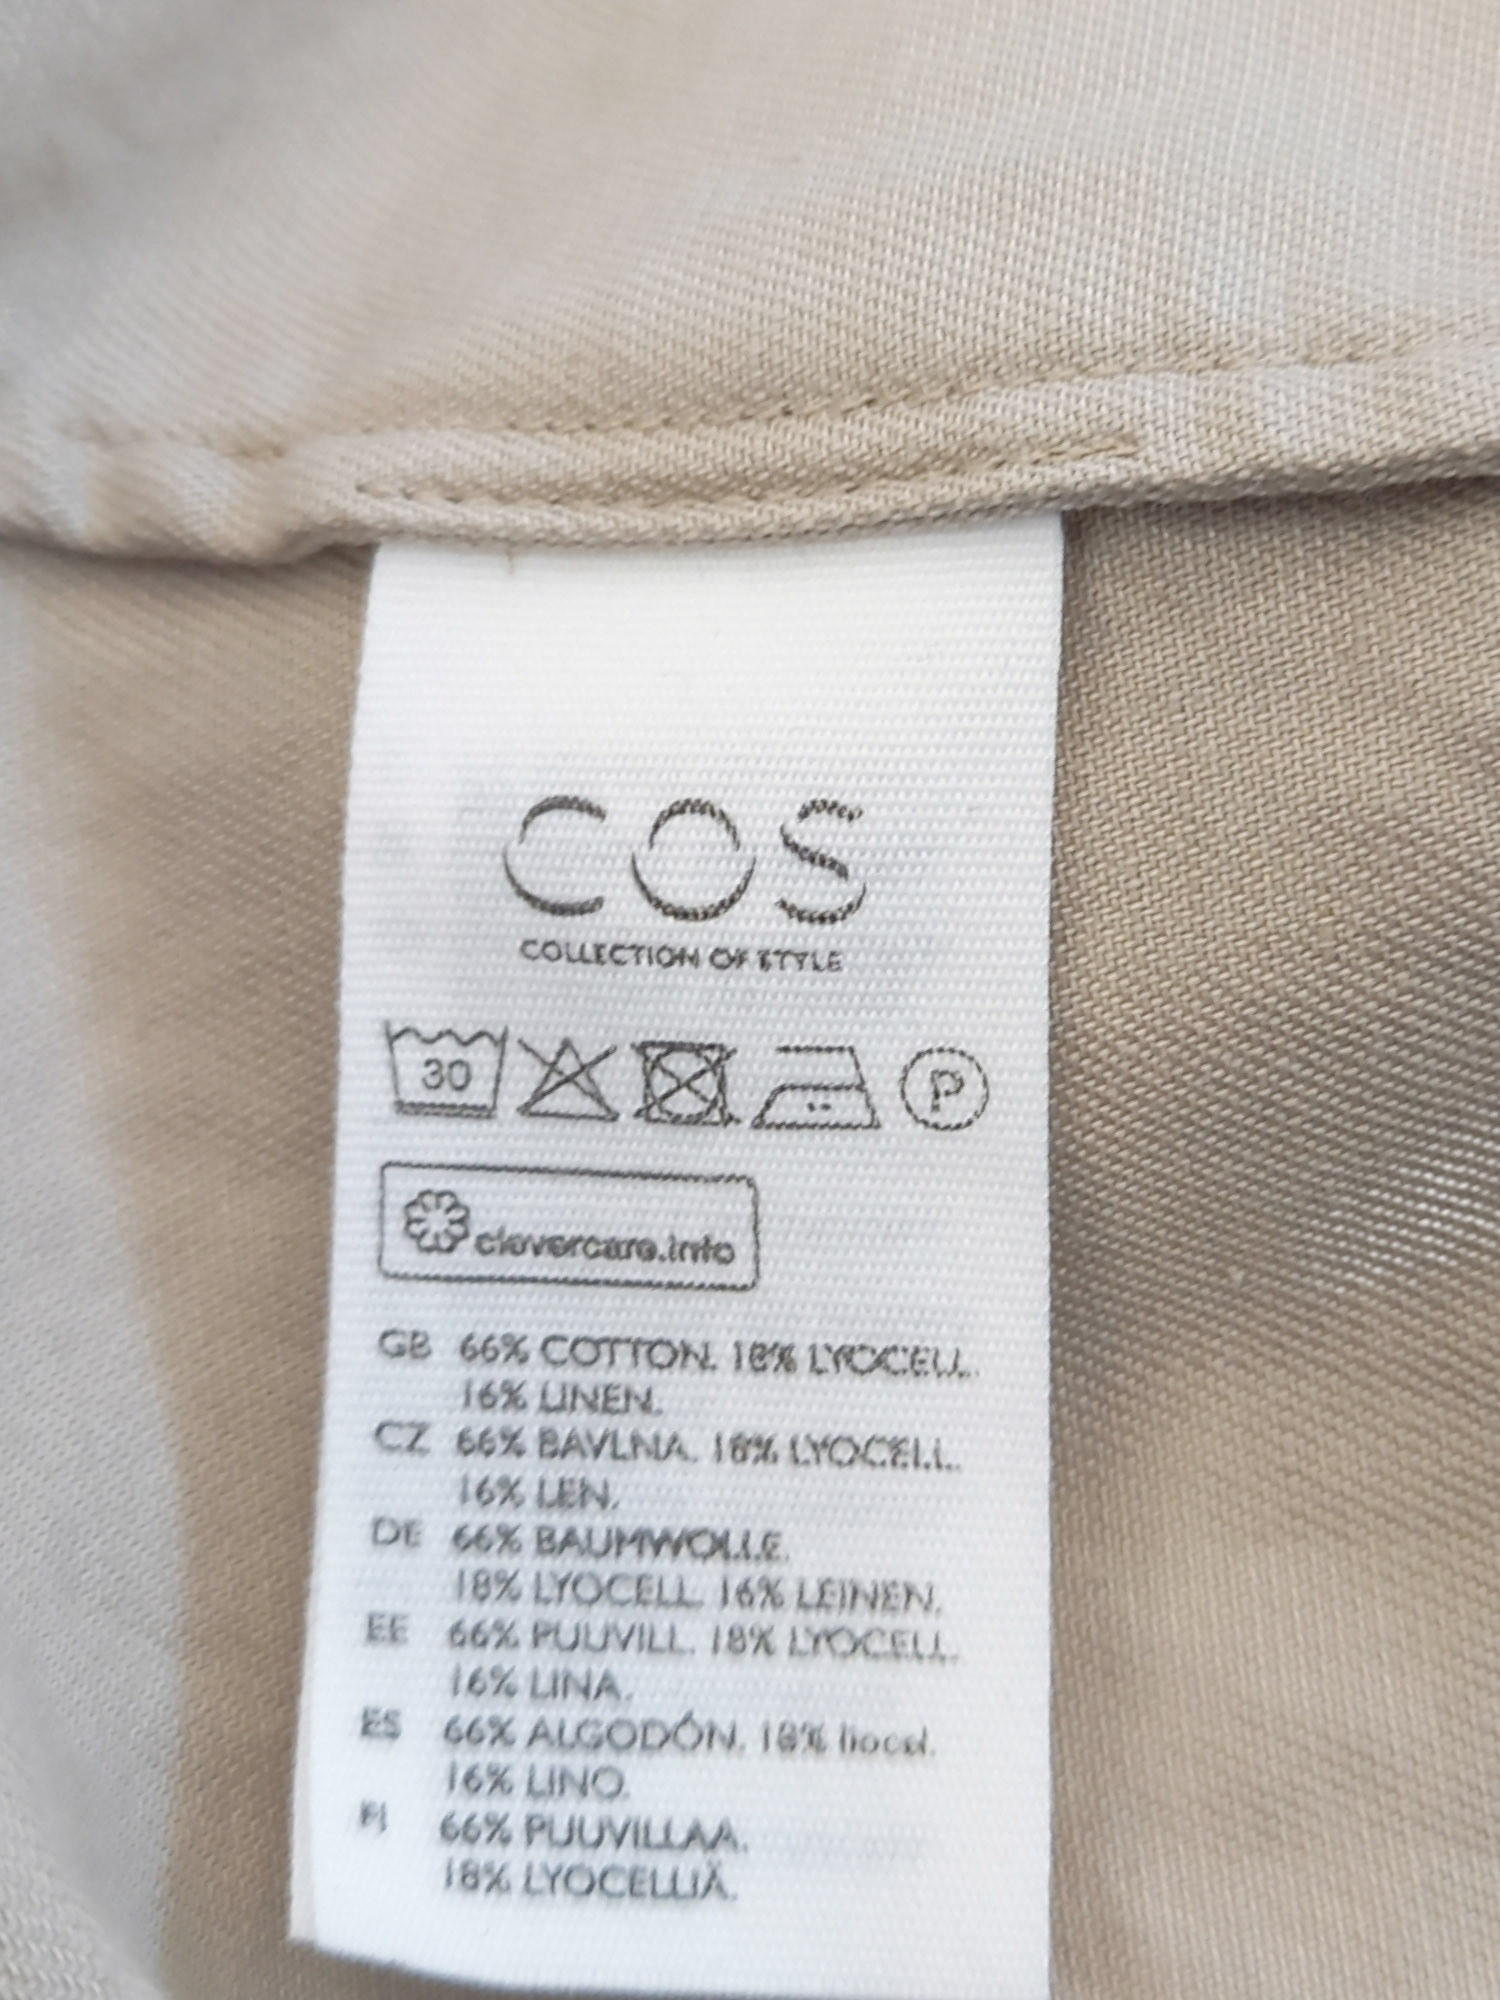 COS
COLLECTION OF STYLE
30
P
clevercare.info
GB 66% COTTON. 18% LYOCELL.
16% LINEN.
CZ 66% BAVLNA. 18% LYOCELL.
16% LEN.
DE 66% BAUMWOLLE.
18% LYOCELL. 16% LEINEN.
EE 66% PUUVILL. 18% LYOCELL.
16% LINA.
ES 66% ALGODÓN. 18% liocel.
16% LINO.
FI 66% PUUVILLAA.
18% LYOCELLIÄ.